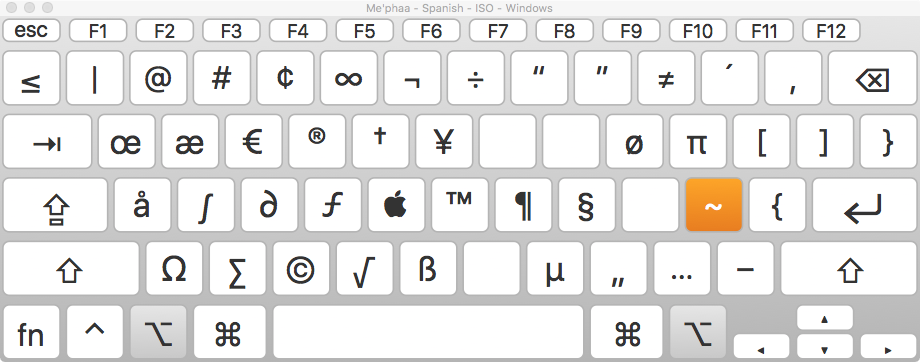 Me'phaa - Spanish - ISO - Windows
esc F1 F2 F3 F4 F5 F6 F7 F8 F9 F10 F11 F12
≤ | @ # ¢ ∞ ¬ ÷ “ ” ≠ ´ ‚
œ æ € ® † ¥ ø π [ ] }
å ∫ ∂ ƒ  ™ ¶ § ~ {
Ω ∑ © √ ß µ „ … –
fn ^ ⌥ ⌘ ⌘ ⌥